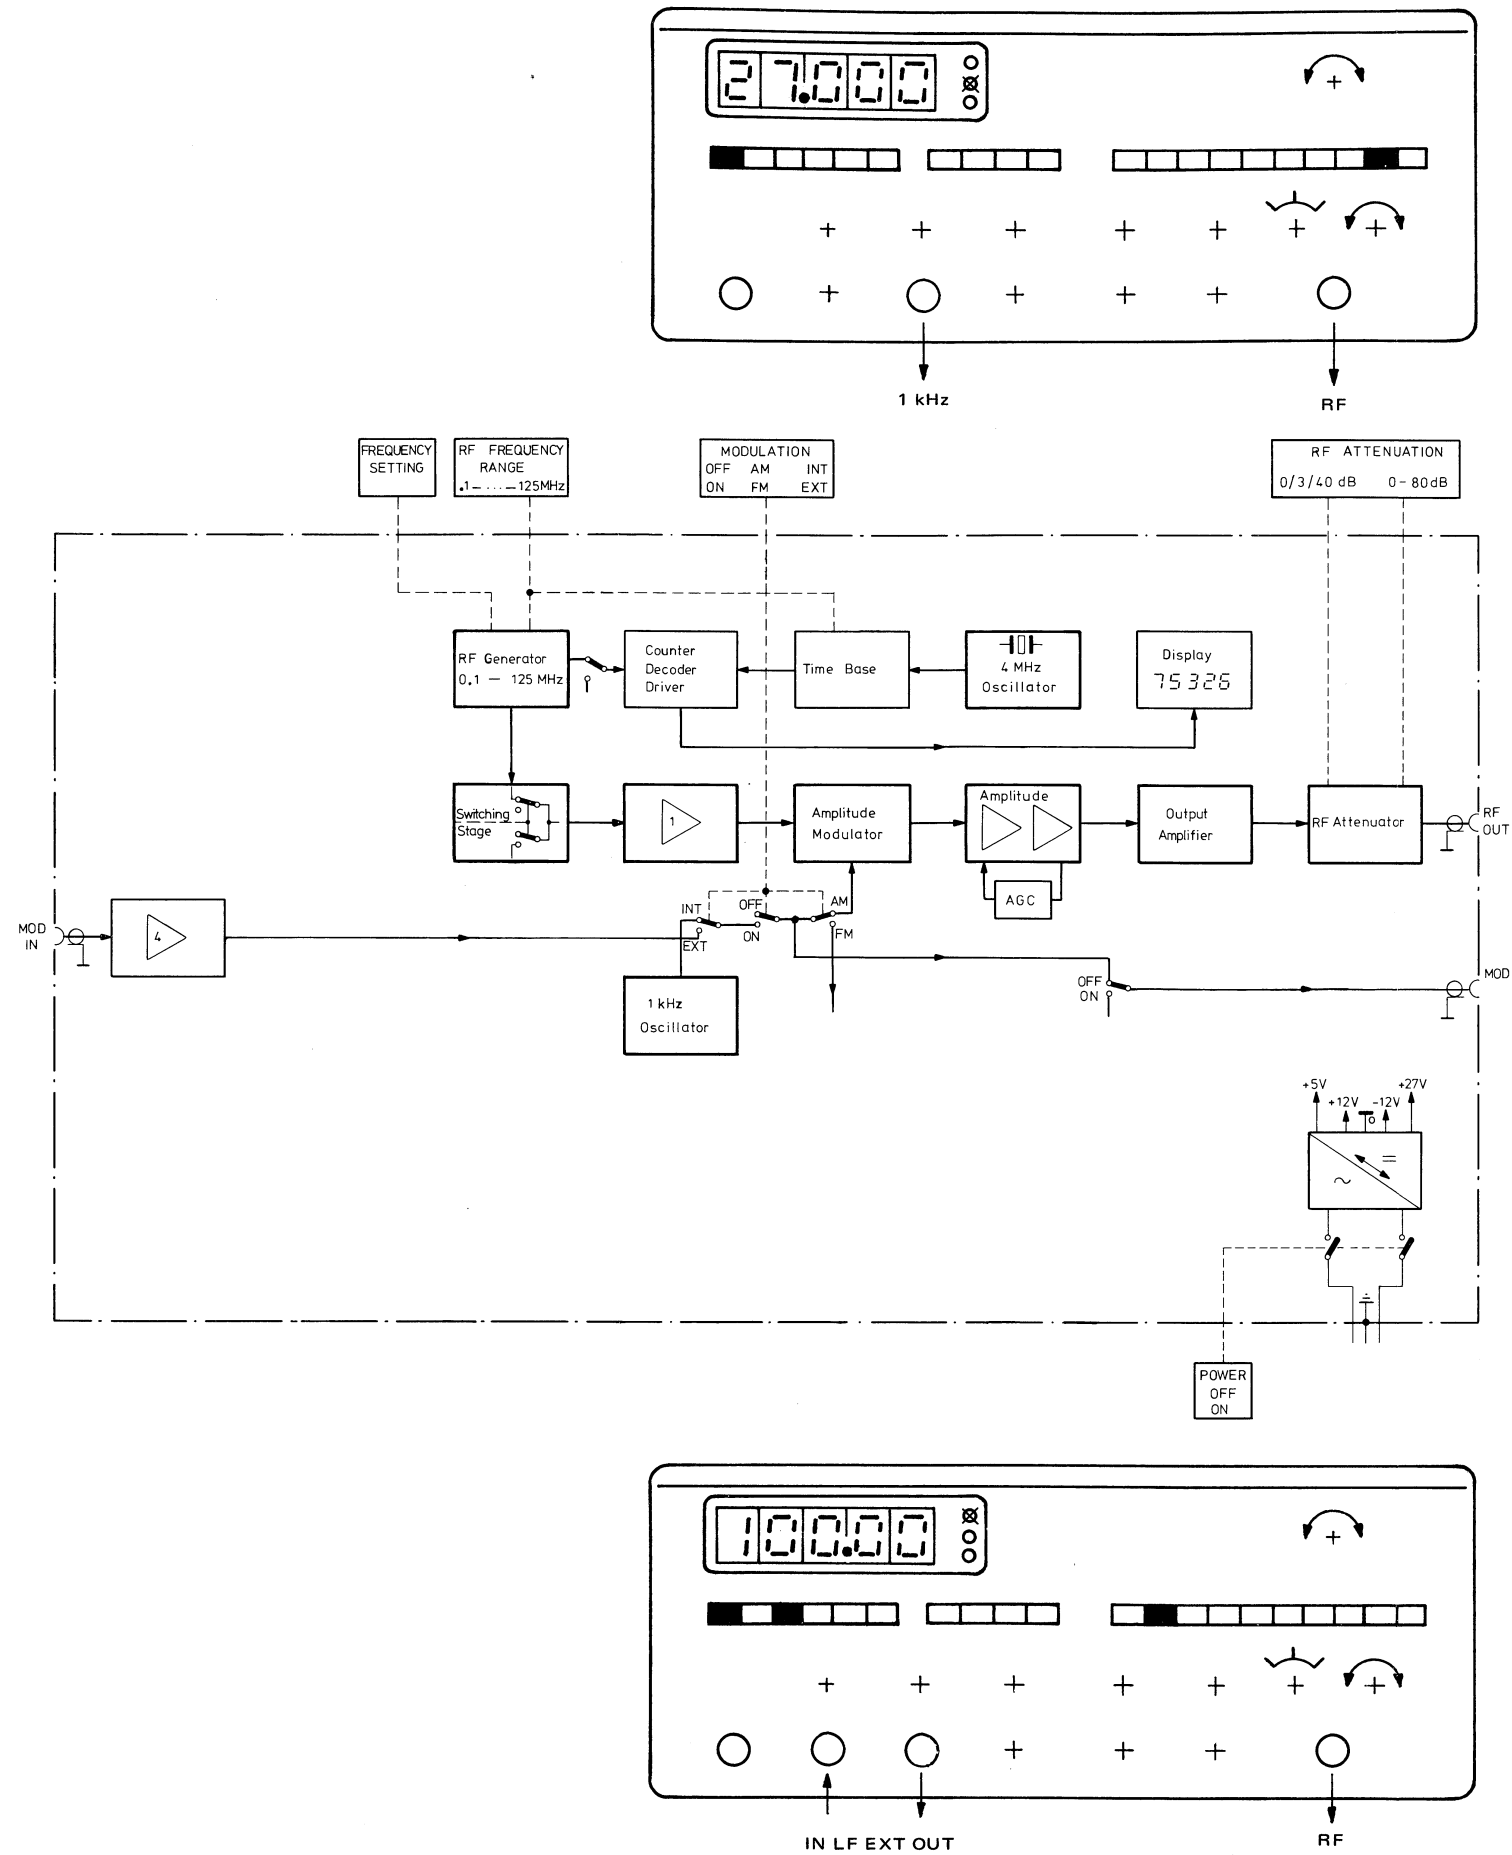 27.000
1 kHz
RF
FREQUENCY
SETTING
RF FREQUENCY
RANGE
.1 — ··· — 125MHz
MODULATION
OFF AM INT
ON FM EXT
RF ATTENUATION
0/3/40 dB 0-80dB
RF Generator
0.1 — 125 MHz
Counter
Decoder
Driver
Time Base
4 MHz
Oscillator
Display
75326
Switching
Stage
1
Amplitude
Modulator
Amplitude
AGC
Output
Amplifier
RF Attenuator
RF
OUT
MOD
IN
4
INT
EXT
OFF
ON
AM
FM
1 kHz
Oscillator
OFF
ON
MOD
+5V
+12V
0
-12V
+27V
=
~
POWER
OFF
ON
100.00
IN LF EXT OUT
RF